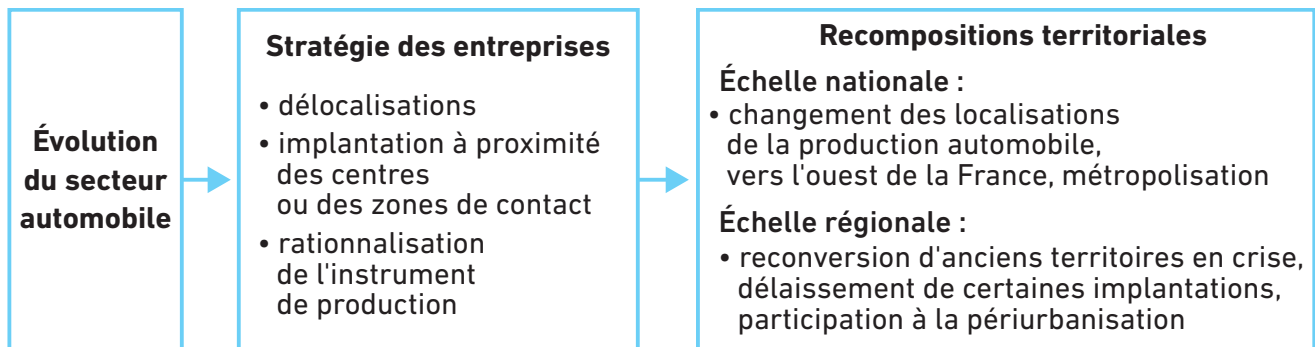 Évolution
du secteur
automobile
Stratégie des entreprises
• délocalisations
• implantation à proximité
des centres
ou des zones de contact
• rationnalisation
de l'instrument
de production
Recompositions territoriales
Échelle nationale :
• changement des localisations
de la production automobile,
vers l'ouest de la France, métropolisation
Échelle régionale :
• reconversion d'anciens territoires en crise,
délaissement de certaines implantations,
participation à la périurbanisation